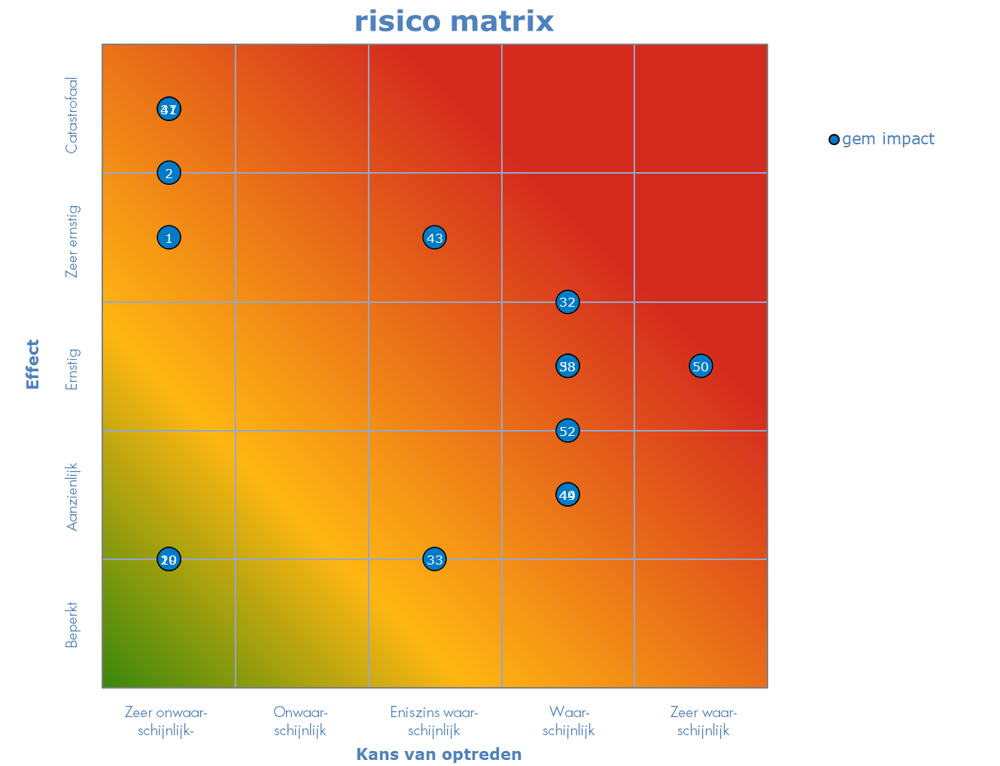 risico matrix
Catastrofaal
2
gem impact
Zeer ernstig
1
43
32
Effect
Ernstig
50
52
Aanzienlijk
33
Beperkt
Zeer onwaar-
schijnlijk-
Onwaar-
schijnlijk
Eniszins waar-
schijnlijk
Waar-
schijnlijk
Zeer waar-
schijnlijk
Kans van optreden